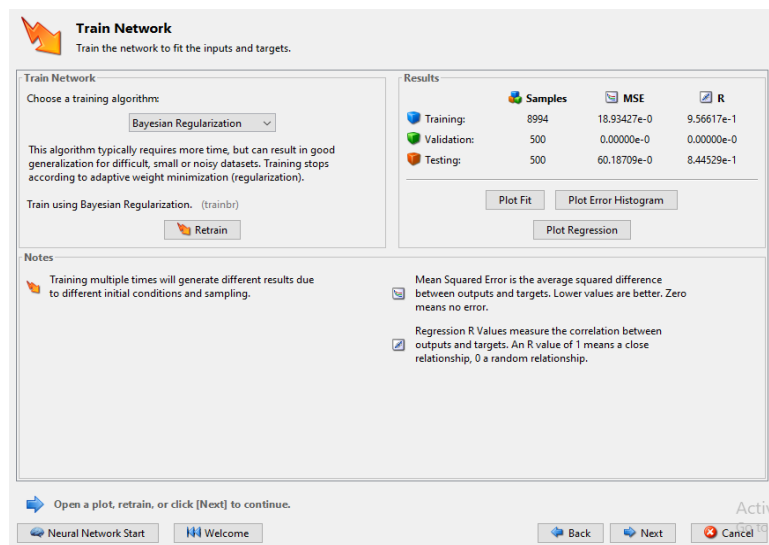 Train Network
Train the network to fit the inputs and targets.
Train Network
Choose a training algorithm:
Bayesian Regularization
This algorithm typically requires more time, but can result in good
generalization for difficult, small or noisy datasets. Training stops
according to adaptive weight minimization (regularization).
Train using Bayesian Regularization. (trainbr)
Retrain
Results
Samples MSE R
Training: 8994 18.93427e-0 9.56617e-1
Validation: 500 0.00000e-0 0.00000e-0
Testing: 500 60.18709e-0 8.44529e-1
Plot Fit Plot Error Histogram
Plot Regression
Notes
Training multiple times will generate different results due
to different initial conditions and sampling.
Mean Squared Error is the average squared difference
between outputs and targets. Lower values are better. Zero
means no error.
Regression R Values measure the correlation between
outputs and targets. An R value of 1 means a close
relationship, 0 a random relationship.
Open a plot, retrain, or click [Next] to continue.
Activ
Neural Network Start Welcome Back Next Cancel
Go to